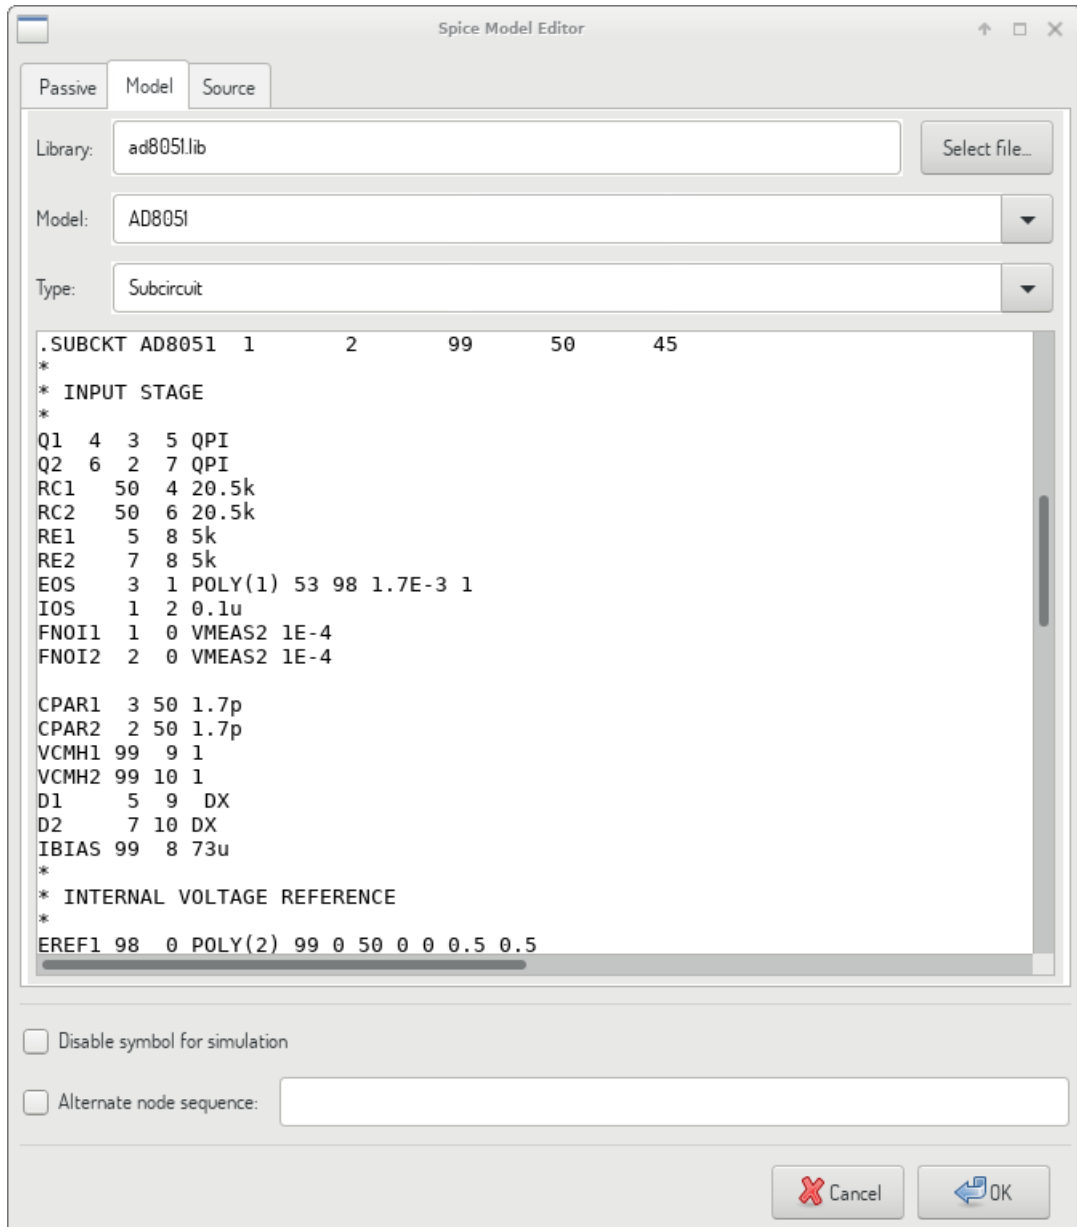 Spice Model Editor
Passive Model Source
Library: ad8051.lib Select file...
Model: AD8051
Type: Subcircuit
.SUBCKT AD8051  1       2       99      50      45
*
* INPUT STAGE
*
Q1  4  3  5 QPI
Q2  6  2  7 QPI
RC1   50  4 20.5k
RC2   50  6 20.5k
RE1    5  8 5k
RE2    7  8 5k
EOS    3  1 POLY(1) 53 98 1.7E-3 1
IOS    1  2 0.1u
FNOI1  1  0 VMEAS2 1E-4
FNOI2  2  0 VMEAS2 1E-4
CPAR1  3 50 1.7p
CPAR2  2 50 1.7p
VCMH1 99  9 1
VCMH2 99 10 1
D1     5  9  DX
D2     7 10 DX
IBIAS 99  8 73u
*
* INTERNAL VOLTAGE REFERENCE
*
EREF1 98  0 POLY(2) 99 0 50 0 0 0.5 0.5
Disable symbol for simulation
Alternate node sequence:
Cancel OK